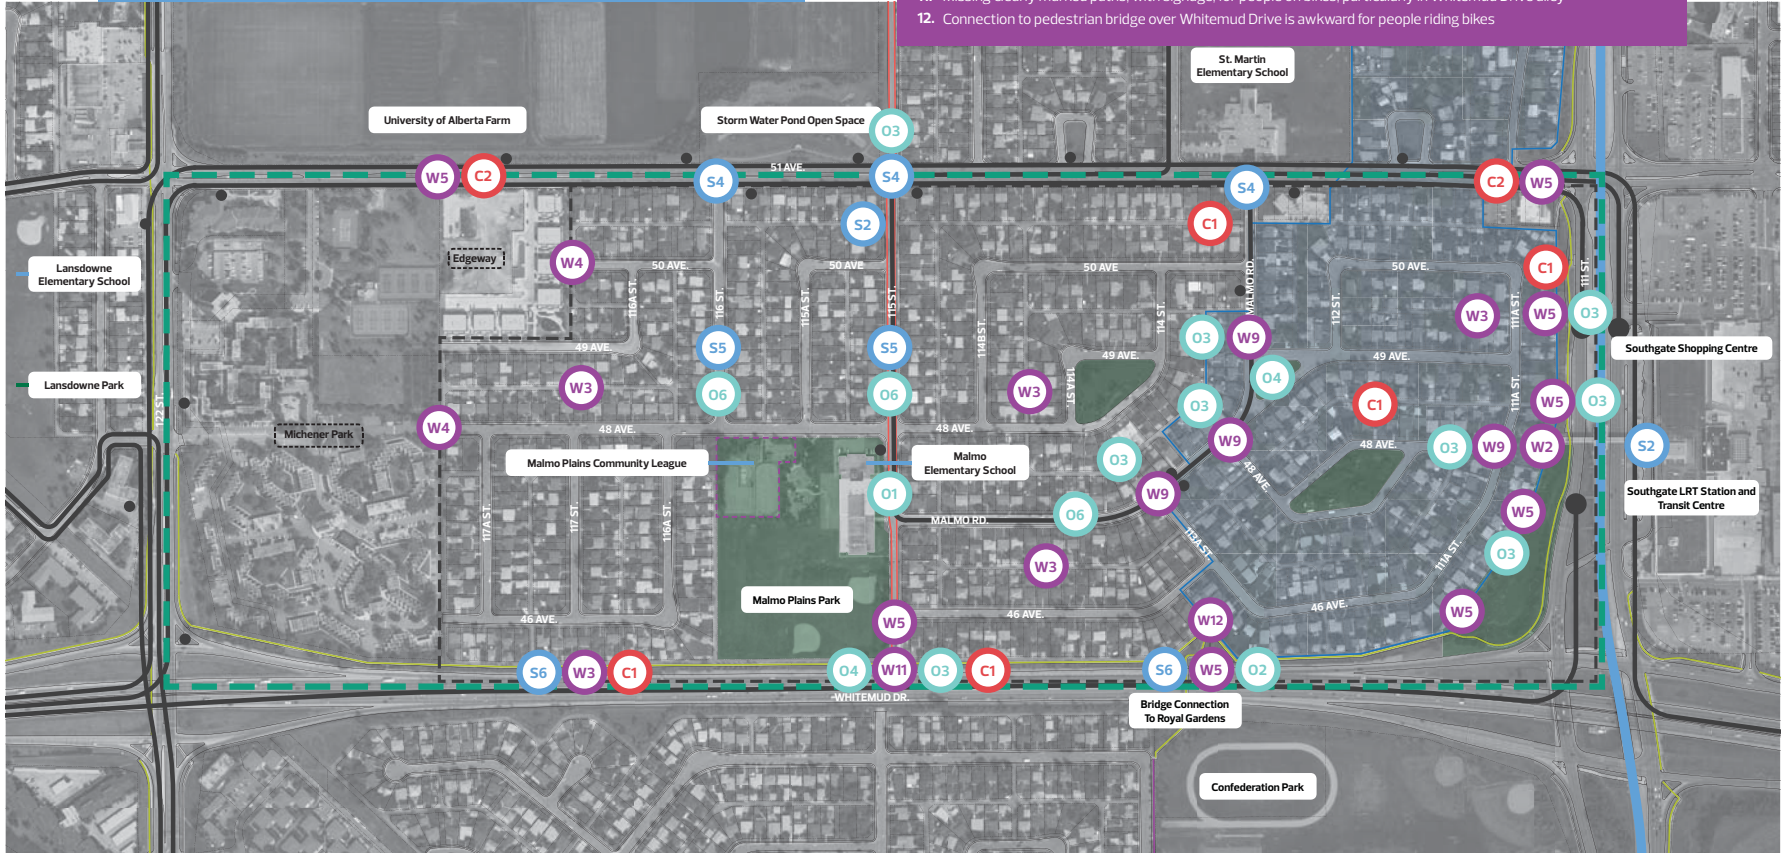 12. Connection to pedestrian bridge over Whitemud Drive is awkward for people riding bikes
St. Martin
Elementary School
University of Alberta Farm
Storm Water Pond Open Space
O3
51 AVE.
W5
C2
S4
S4
S4
C2
W5
S2
C1
Edgeway
W4
50 AVE.
50 AVE
50 AVE
50 AVE.
C1
111 ST.
Lansdowne
Elementary School
116A ST.
116 ST.
115A ST.
115 ST.
114B ST.
114 ST.
MALMO RD.
112 ST.
111A ST.
W3
W5
O3
49 AVE.
S5
S5
O3
W9
49 AVE.
49 AVE.
Southgate Shopping Centre
Lansdowne Park
W3
O6
O6
W3
114A ST.
O4
O3
C1
111A ST.
W5
O3
122 ST.
Michener Park
W4
48 AVE.
48 AVE.
W9
48 AVE.
O3
W9
W2
S2
Malmo Plains Community League
Malmo
Elementary School
O3
48 AVE.
O1
W9
Southgate LRT Station and
Transit Centre
117A ST.
117 ST.
116A ST.
MALMO RD.
O6
W5
113A ST.
111A ST.
O3
W3
Malmo Plains Park
46 AVE.
W5
46 AVE.
W12
46 AVE.
W5
S6
W3
C1
O4
W11
O3
C1
S6
W5
O2
WHITEMUD DR.
Bridge Connection
To Royal Gardens
Confederation Park